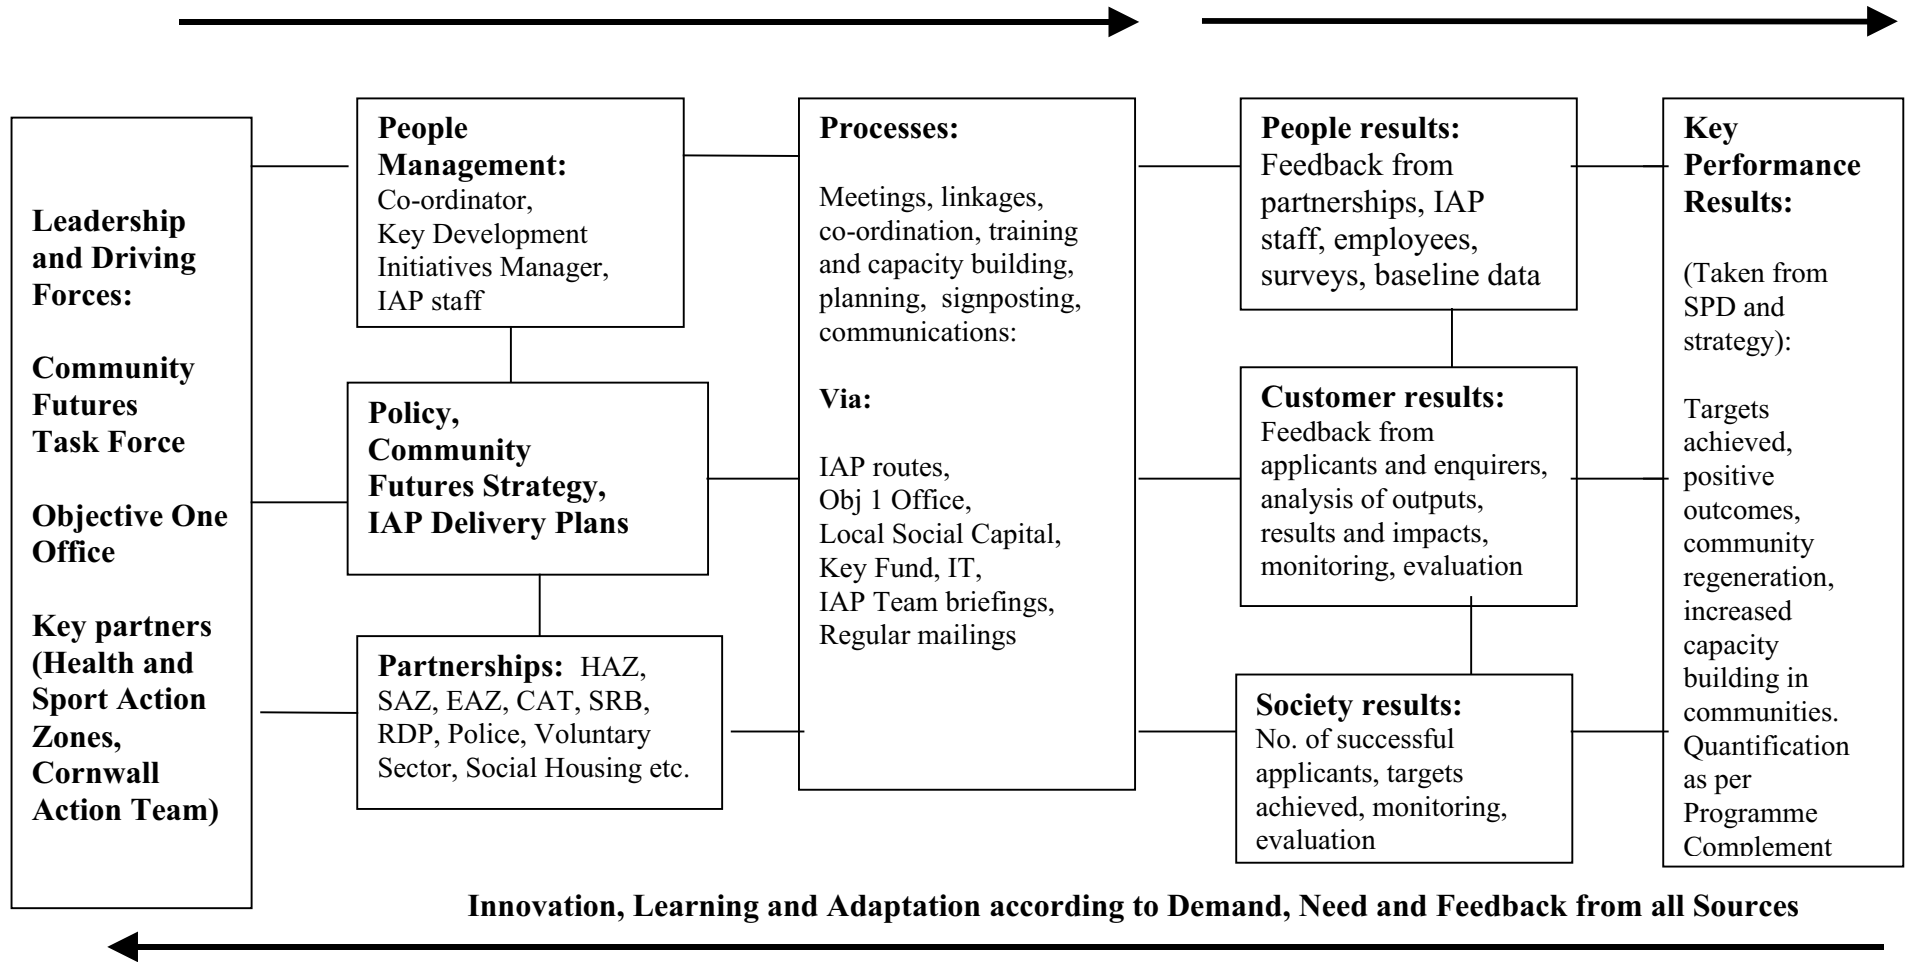 Leadership
and Driving
Forces:
Community
Futures
Task Force
Objective One
Office
Key partners
(Health and
Sport Action
Zones,
Cornwall
Action Team)
People
Management:
Co-ordinator,
Key Development
Initiatives Manager,
IAP staff
Policy,
Community
Futures Strategy,
IAP Delivery Plans
Partnerships: HAZ,
SAZ, EAZ, CAT, SRB,
RDP, Police, Voluntary
Sector, Social Housing etc.
Processes:
Meetings, linkages,
co-ordination, training
and capacity building,
planning, signposting,
communications:
Via:
IAP routes,
Obj 1 Office,
Local Social Capital,
Key Fund, IT,
IAP Team briefings,
Regular mailings
People results:
Feedback from
partnerships, IAP
staff, employees,
surveys, baseline data
Customer results:
Feedback from
applicants and enquirers,
analysis of outputs,
results and impacts,
monitoring, evaluation
Society results:
No. of successful
applicants, targets
achieved, monitoring,
evaluation
Key
Performance
Results:
(Taken from
SPD and
strategy):
Targets
achieved,
positive
outcomes,
community
regeneration,
increased
capacity
building in
communities.
Quantification
as per
Programme
Complement
Innovation, Learning and Adaptation according to Demand, Need and Feedback from all Sources